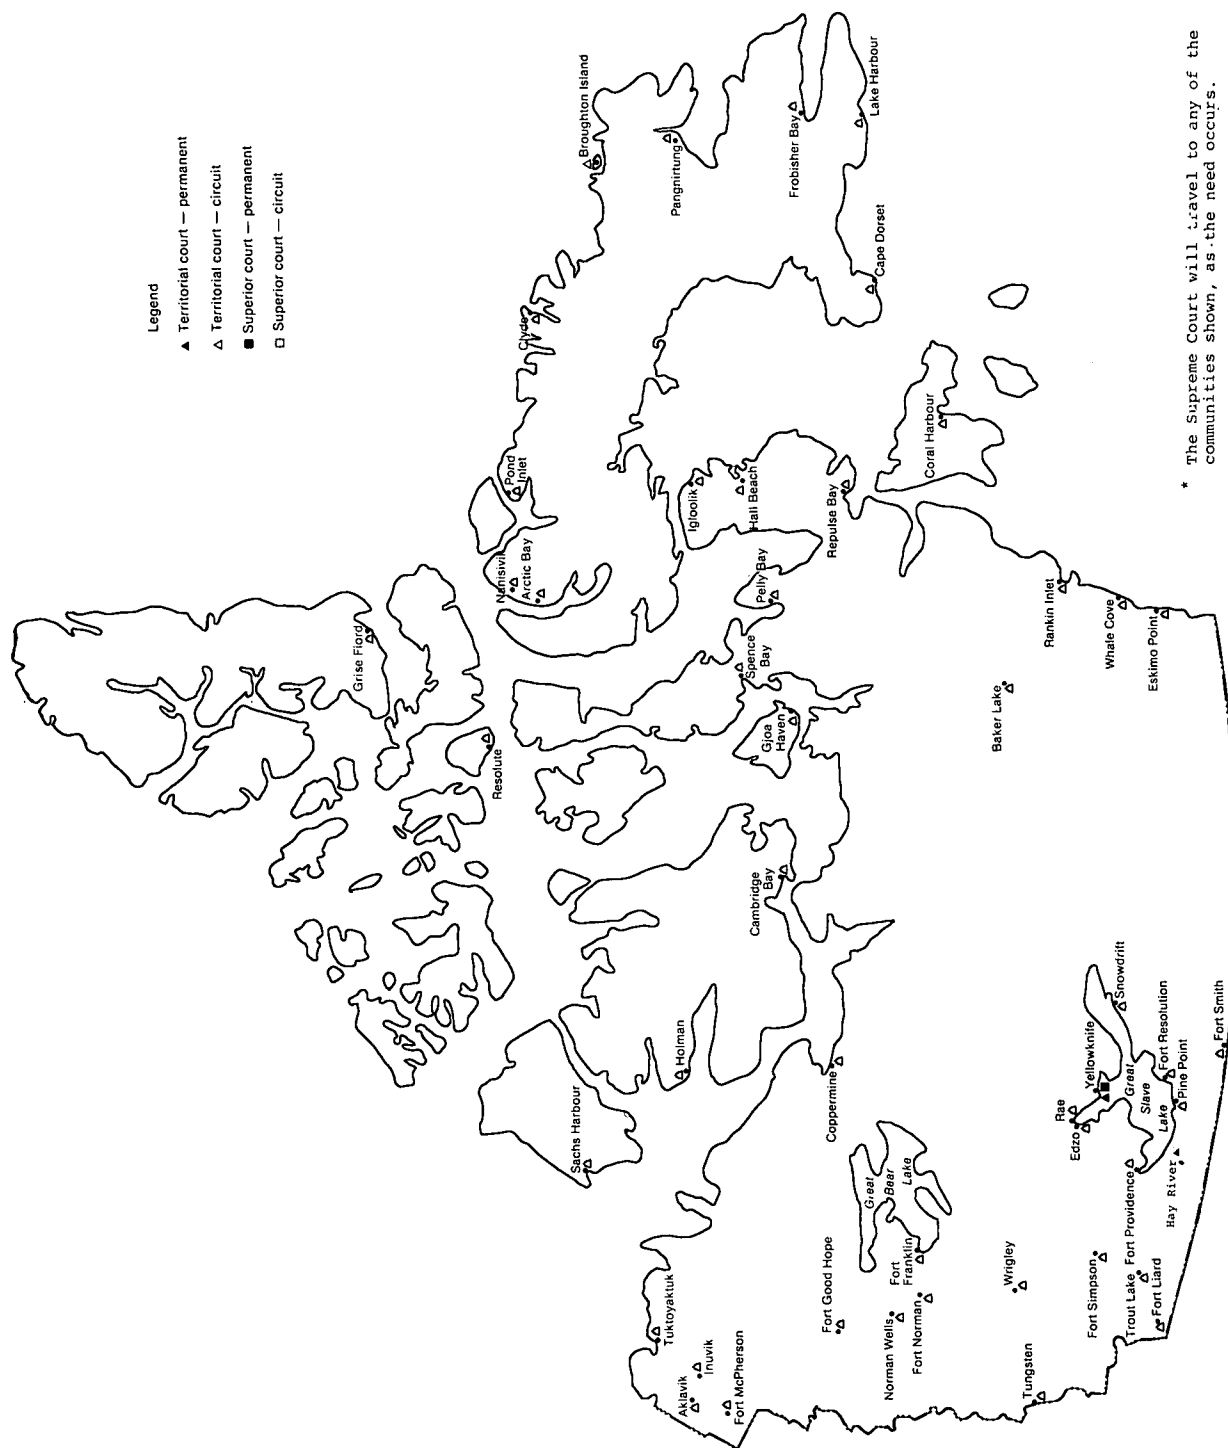 Legend
▲ Territorial court — permanent
△ Territorial court — circuit
■ Superior court — permanent
□ Superior court — circuit
Broughton Island
Pangnirtung
Frobisher Bay
Lake Harbour
Cape Dorset
Clyde
Pond
Inlet
Nanisivik
Arctic Bay
Igloolik
Hall Beach
Repulse Bay
Coral Harbour
Pelly Bay
Spence
Bay
Gjoa
Haven
Grise Fiord
Resolute
Rankin Inlet
Whale Cove
Eskimo Point
Baker Lake
Cambridge
Bay
Holman
Sachs Harbour
Coppermine
Great
Bear
Lake
Fort
Franklin
Fort Good Hope
Norman Wells
Fort Norman
Tuktoyaktuk
Inuvik
Aklavik
Fort McPherson
Wrigley
Tungsten
Fort Simpson
Trout Lake
Fort Liard
Fort Providence
Hay River
Rae
Edzo
Yellowknife
Great
Slave
Lake
Snowdrift
Fort Resolution
Pine Point
Fort Smith
* The Supreme Court will travel to any of the
communities shown, as the need occurs.